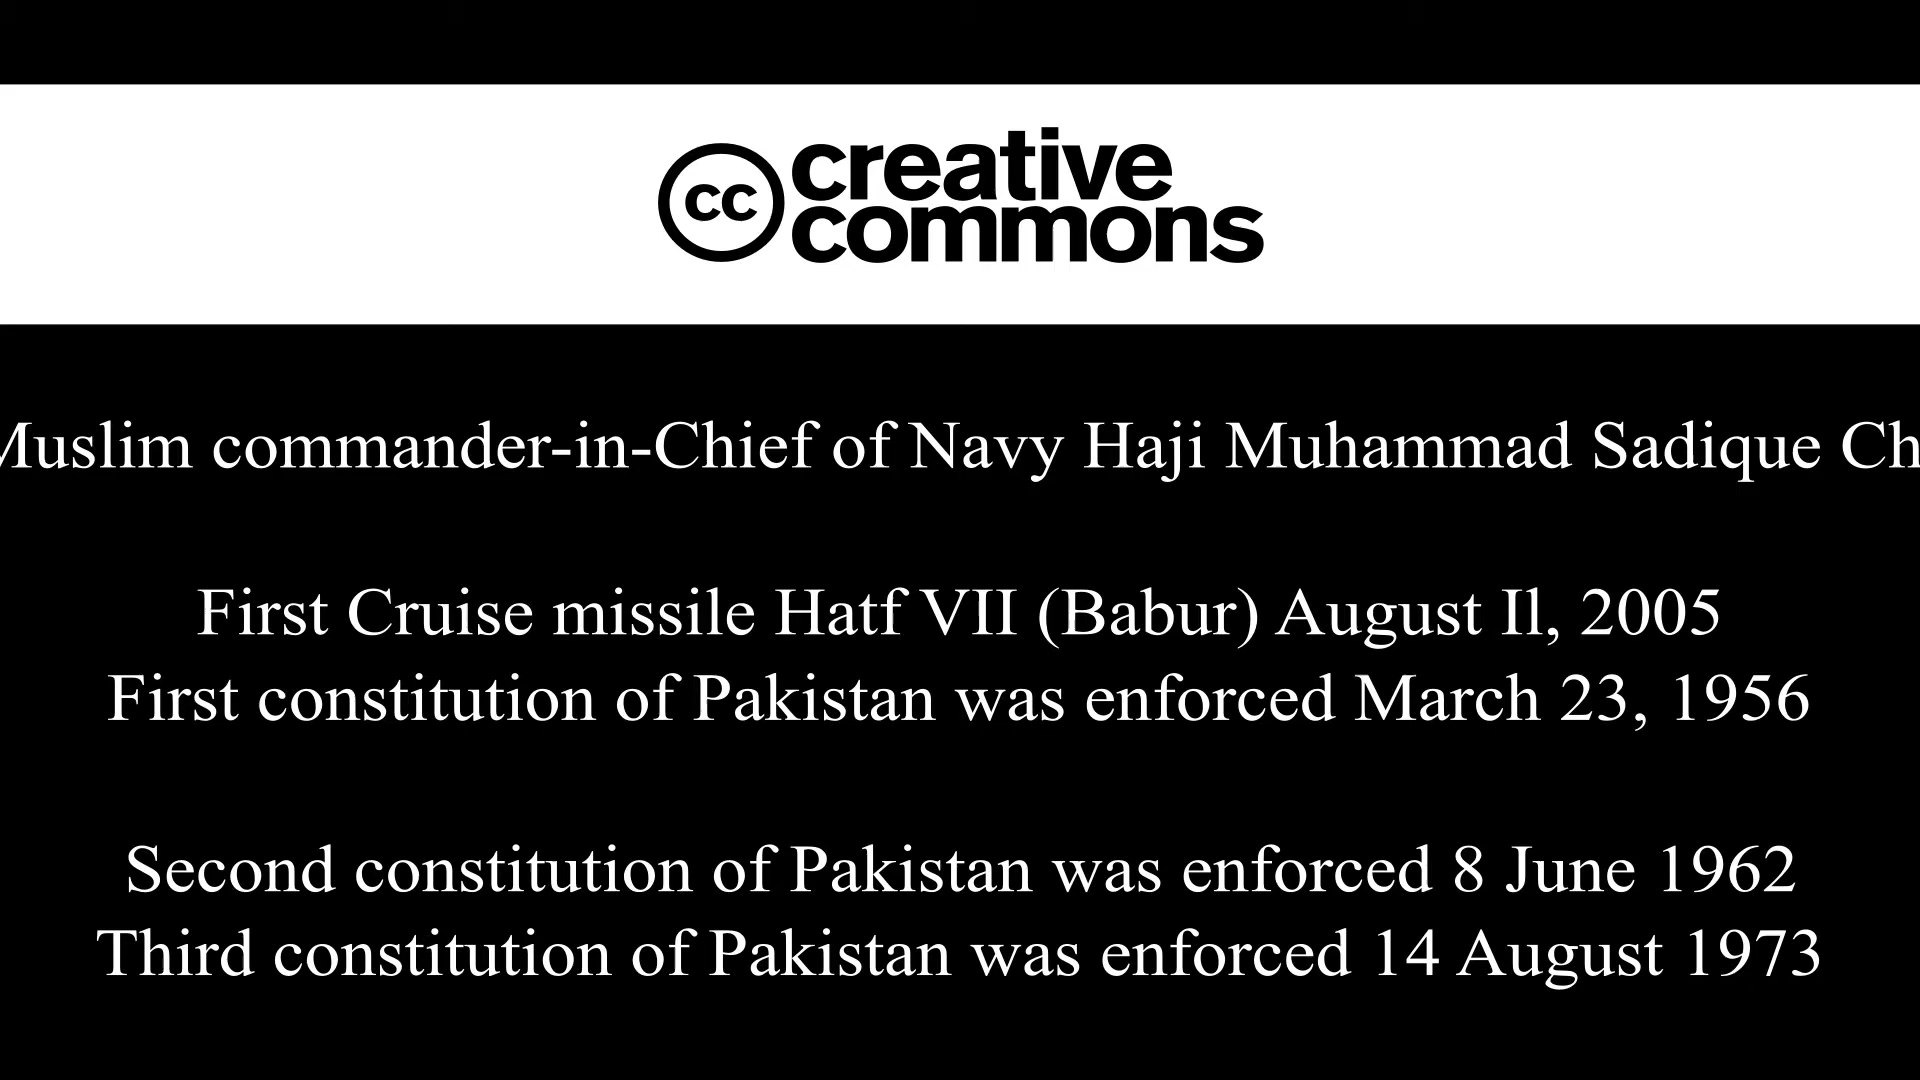 cc creative
commons
Muslim commander-in-Chief of Navy Haji Muhammad Sadique Ch
First Cruise missile Hatf VII (Babur) August Il, 2005
First constitution of Pakistan was enforced March 23, 1956
Second constitution of Pakistan was enforced 8 June 1962
Third constitution of Pakistan was enforced 14 August 1973